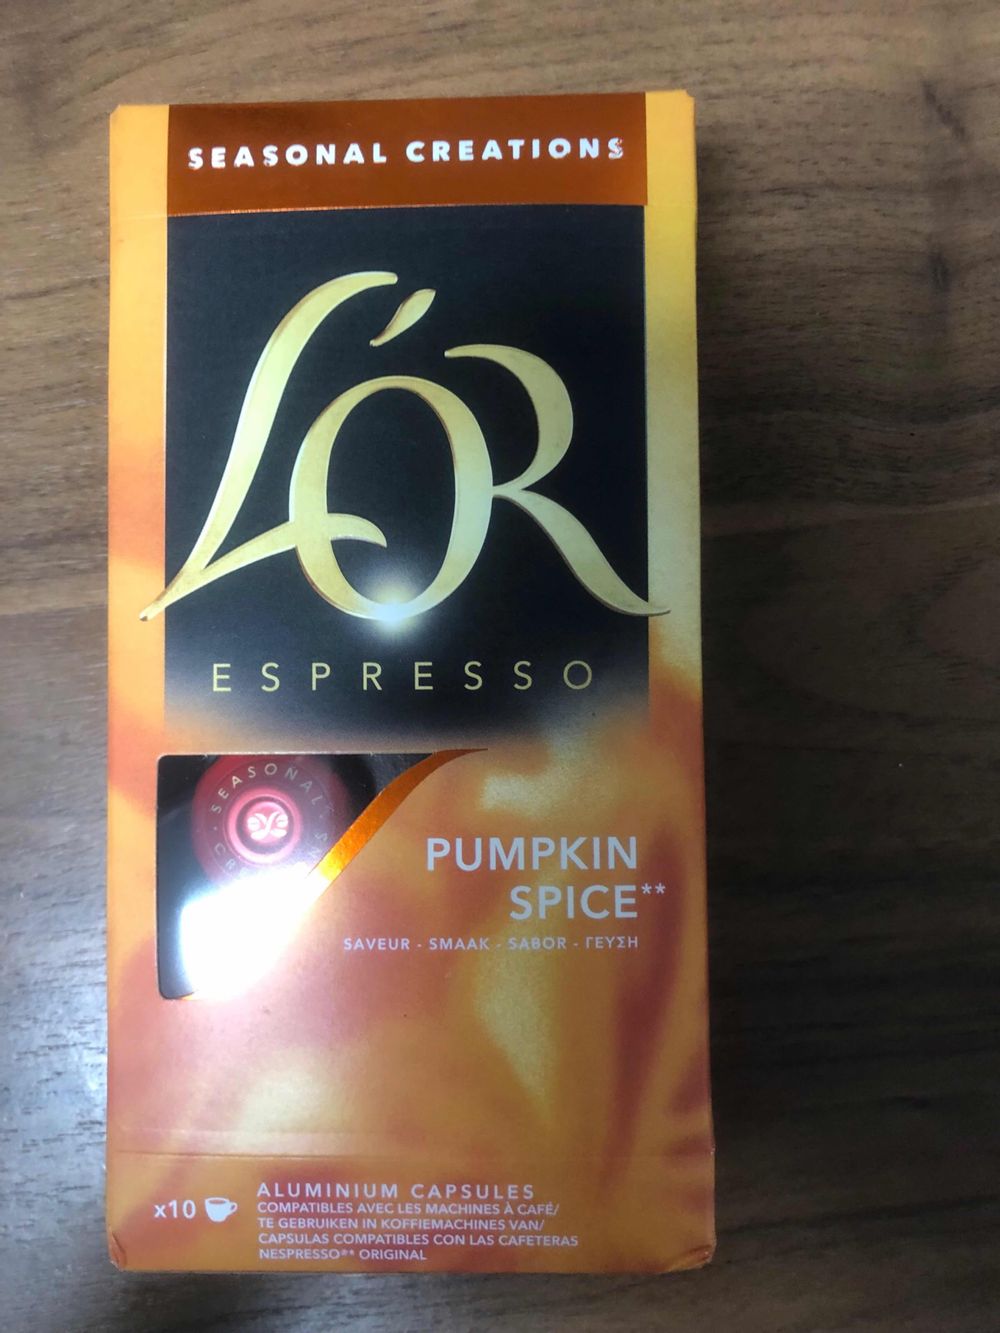 SEASONAL CREATIONS
L'OR
ESPRESSO
SEASONAL
PUMPKIN
SPICE**
SAVEUR - SMAAK - SABOR - ΓΕΥΣΗ
x10
ALUMINIUM CAPSULES
COMPATIBLES AVEC LES MACHINES À CAFÉ/
TE GEBRUIKEN IN KOFFIEMACHINES VAN/
CAPSULAS COMPATIBLES CON LAS CAFETERAS
NESPRESSO®* ORIGINAL